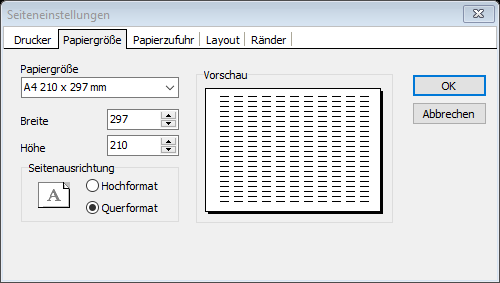 Seiteneinstellungen
Drucker Papiergröße Papierzufuhr Layout Ränder
Papiergröße
A4 210 x 297 mm
Breite 297
Höhe 210
Seitenausrichtung
A
Hochformat
Querformat
Vorschau
OK
Abbrechen